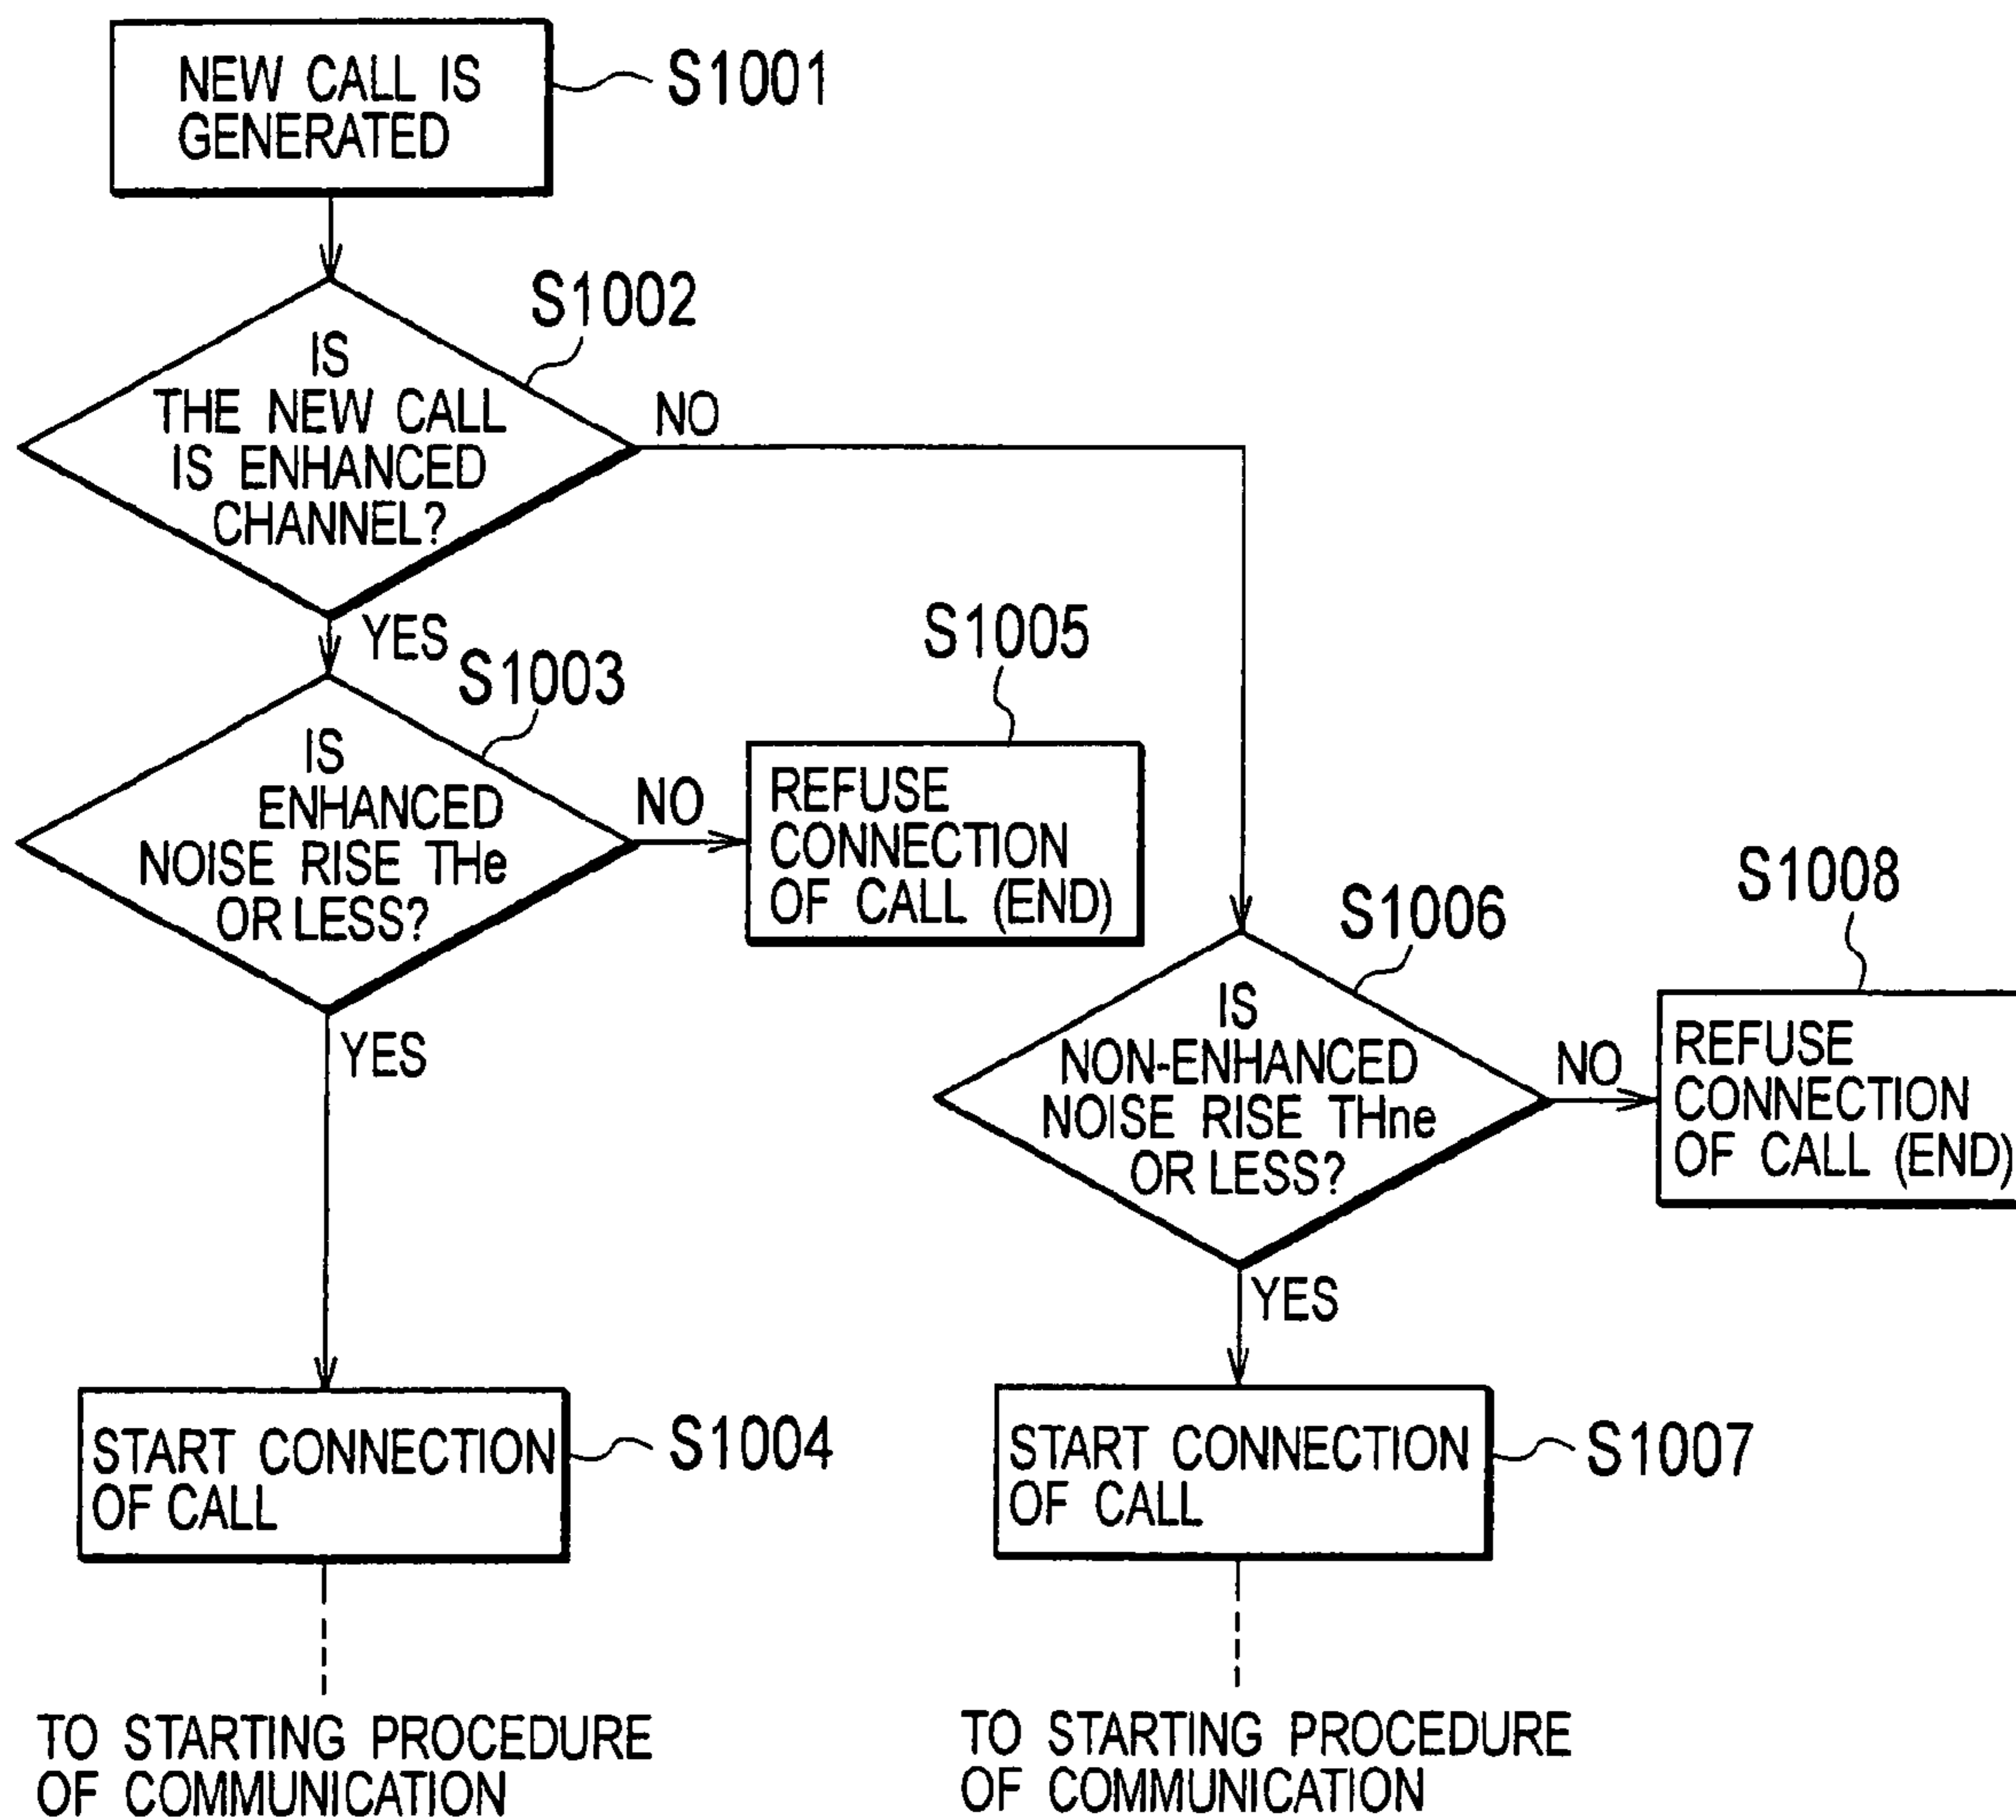 NEW CALL IS
GENERATED
S1001
S1002
IS
THE NEW CALL
IS ENHANCED
CHANNEL?
NO
YES
S1003
IS
ENHANCED
NOISE RISE THe
OR LESS?
NO
YES
S1005
REFUSE
CONNECTION
OF CALL (END)
S1006
IS
NON-ENHANCED
NOISE RISE THne
OR LESS?
NO
YES
S1008
REFUSE
CONNECTION
OF CALL (END)
START CONNECTION
OF CALL
S1004
START CONNECTION
OF CALL
S1007
TO STARTING PROCEDURE
OF COMMUNICATION
TO STARTING PROCEDURE
OF COMMUNICATION